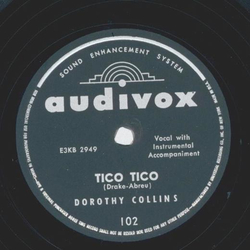 SOUND ENHANCEMENT SYSTEM
audivox
E3KB 2949
Vocal with
Instrumental
Accompaniment
TICO TICO
(Drake-Abreu)
DOROTHY COLLINS
102